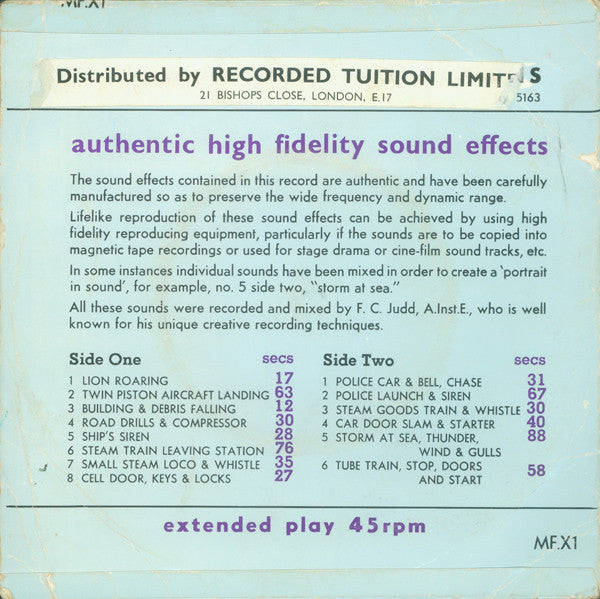 MF.X1
Distributed by RECORDED TUITION LIMIT S
21 BISHOPS CLOSE, LONDON, E.17 5163
authentic high fidelity sound effects
The sound effects contained in this record are authentic and have been carefully
manufactured so as to preserve the wide frequency and dynamic range.
Lifelike reproduction of these sound effects can be achieved by using high
fidelity reproducing equipment, particularly if the sounds are to be copied into
magnetic tape recordings or used for stage drama or cine-film sound tracks, etc.
In some instances individual sounds have been mixed in order to create a 'portrait
in sound', for example, no. 5 side two, "storm at sea."
All these sounds were recorded and mixed by F. C. Judd, A.Inst.E., who is well
known for his unique creative recording techniques.
Side One secs
1 LION ROARING 17
2 TWIN PISTON AIRCRAFT LANDING 63
3 BUILDING & DEBRIS FALLING 12
4 ROAD DRILLS & COMPRESSOR 30
5 SHIP'S SIREN 28
6 STEAM TRAIN LEAVING STATION 76
7 SMALL STEAM LOCO & WHISTLE 35
8 CELL DOOR, KEYS & LOCKS 27
Side Two secs
1 POLICE CAR & BELL, CHASE 31
2 POLICE LAUNCH & SIREN 67
3 STEAM GOODS TRAIN & WHISTLE 30
4 CAR DOOR SLAM & STARTER 40
5 STORM AT SEA, THUNDER, 88
WIND & GULLS
6 TUBE TRAIN, STOP, DOORS 58
AND START
extended play 45rpm
MF.X1